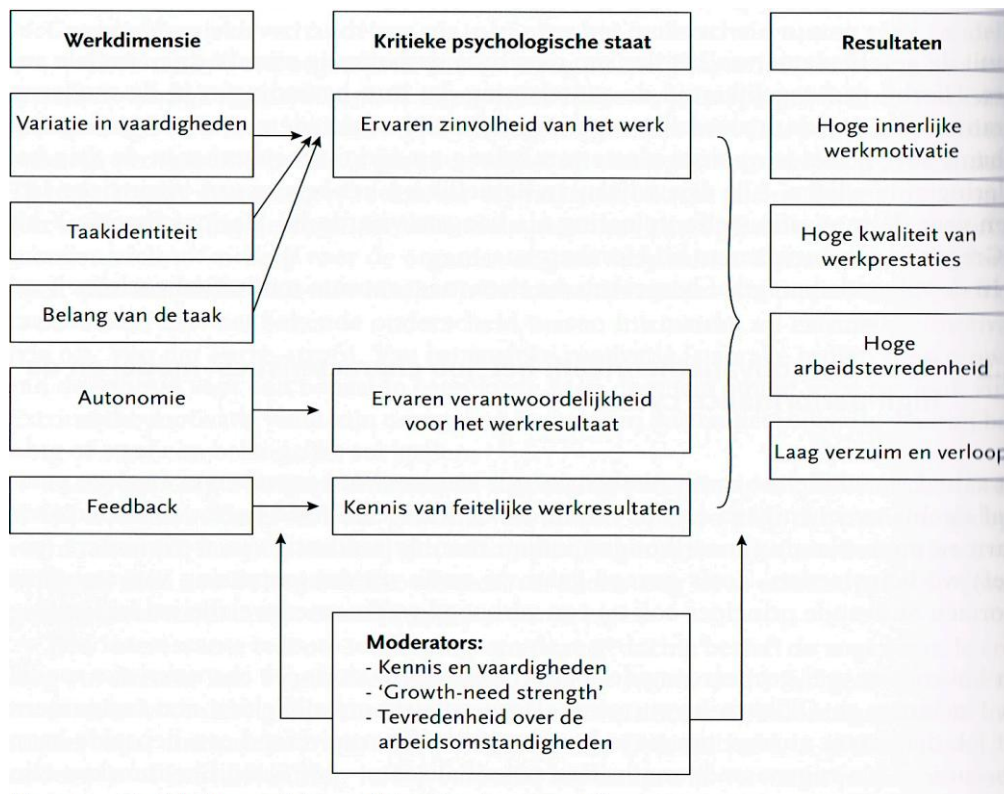 Werkdimensie
Kritieke psychologische staat
Resultaten
Variatie in vaardigheden
Ervaren zinvolheid van het werk
Hoge innerlijke
werkmotivatie
Taakidentiteit
Hoge kwaliteit van
werkprestaties
Belang van de taak
Hoge
arbeidstevredenheid
Autonomie
Ervaren verantwoordelijkheid
voor het werkresultaat
Laag verzuim en verloop
Feedback
Kennis van feitelijke werkresultaten
Moderators:
- Kennis en vaardigheden
- 'Growth-need strength'
- Tevredenheid over de
arbeidsomstandigheden